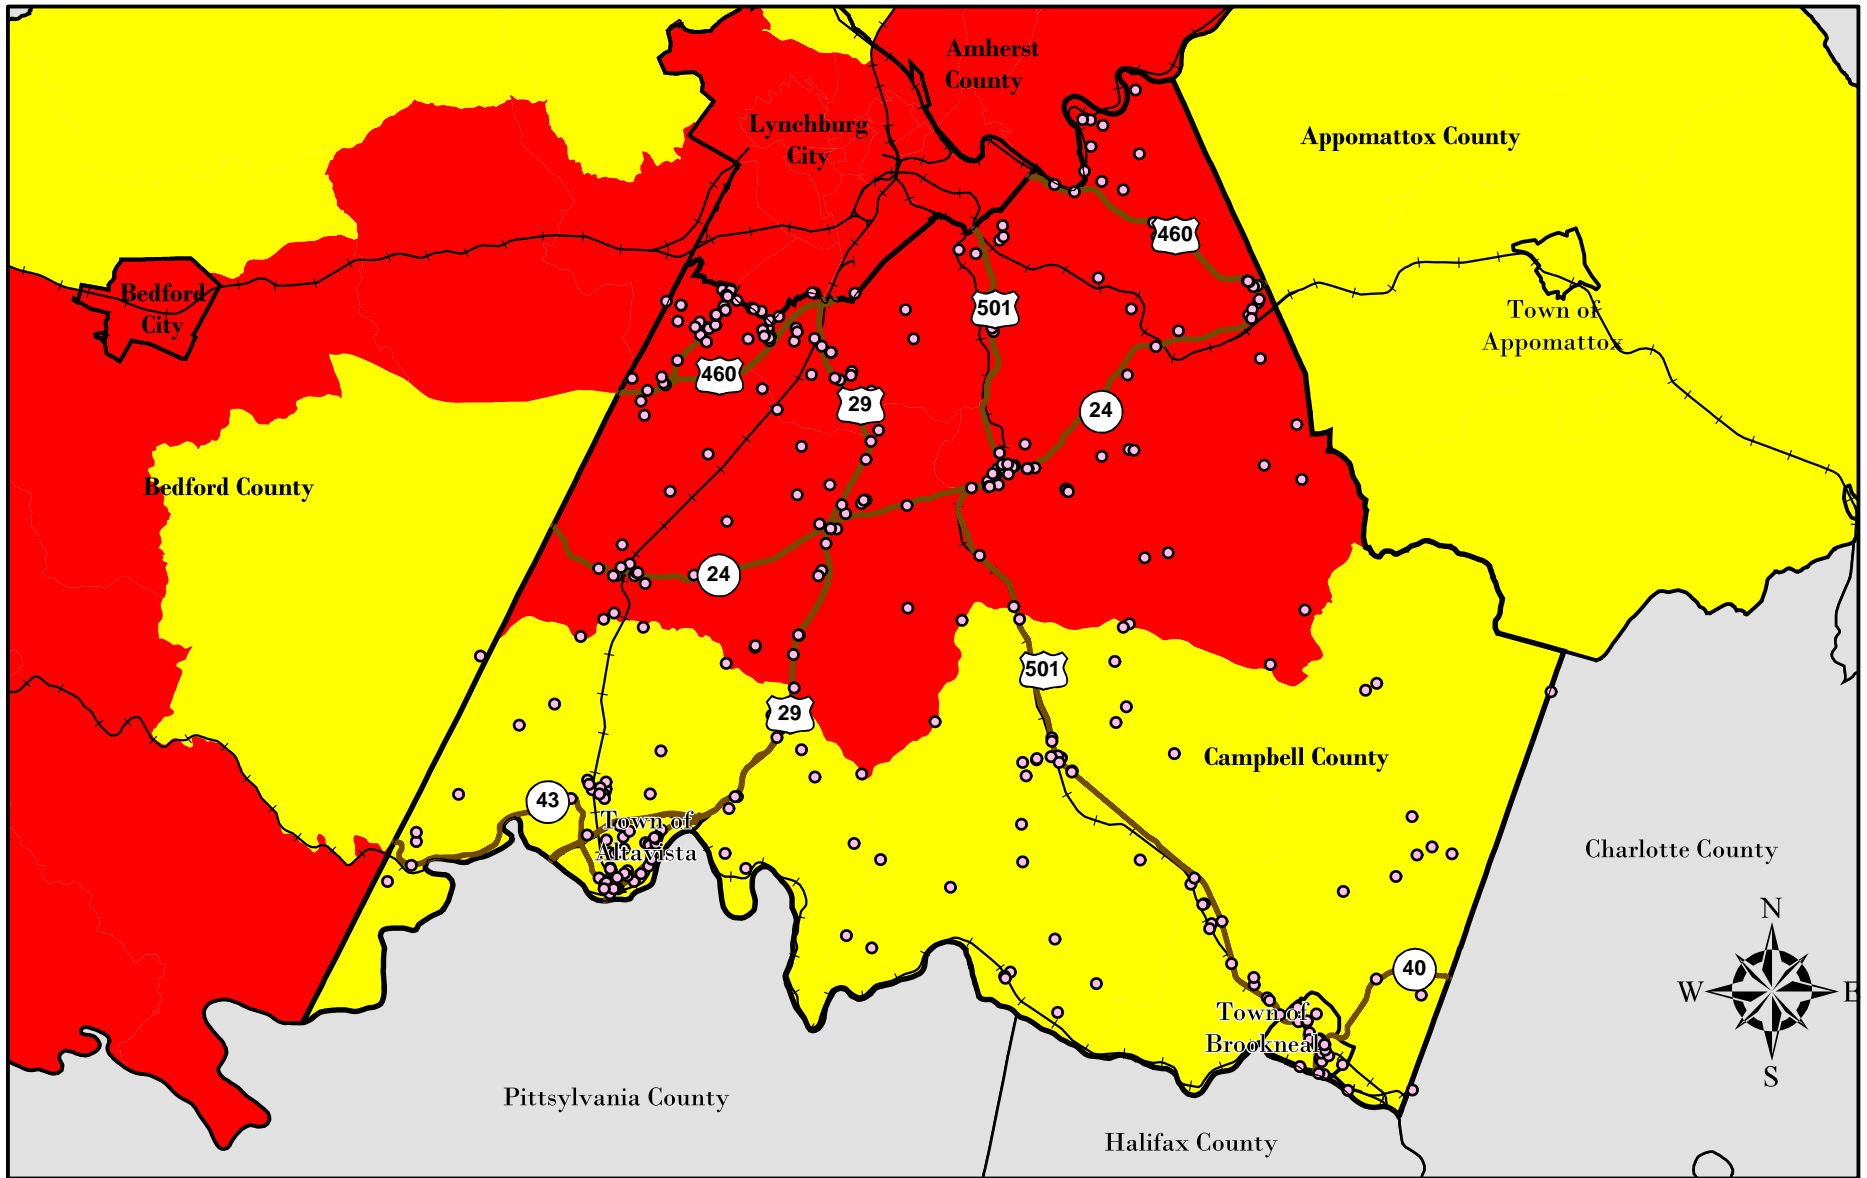 Amherst
County
Lynchburg
City
Appomattox County
460
Bedford
City
501
Town of
Appomattox
460
29
24
Bedford County
24
501
29
Campbell County
43
Town of
Altavista
Charlotte County
N
W
E
S
40
Town of
Brookneal
Pittsylvania County
Halifax County